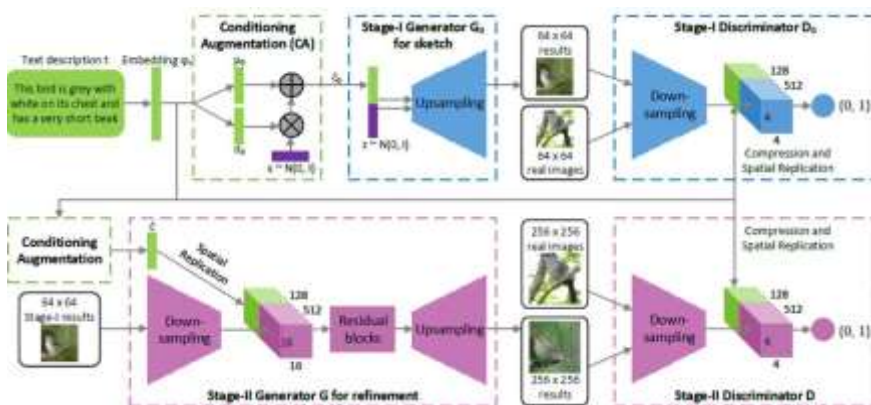 Conditioning
Augmentation (CA)
Stage-I Generator G₀
for sketch
64 x 64
results
Stage-I Discriminator D₀
Text description t
Embedding φₜ
This bird is grey with
white on its chest and
has a very short beak
μ₀
σ₀
ε ~ N(0, I)
ĉ₀
z ~ N(0, I)
Upsampling
64 x 64
real images
Down-
sampling
128
512
4
4
{0, 1}
Compression and
Spatial Replication
Conditioning
Augmentation
64 x 64
Stage-I results
ĉ
Spatial
Replication
Down-
sampling
128
512
16
16
Residual
blocks
Upsampling
Stage-II Generator G for refinement
256 x 256
real images
256 x 256
results
Compression and
Spatial Replication
Down-
sampling
128
512
4
4
{0, 1}
Stage-II Discriminator D